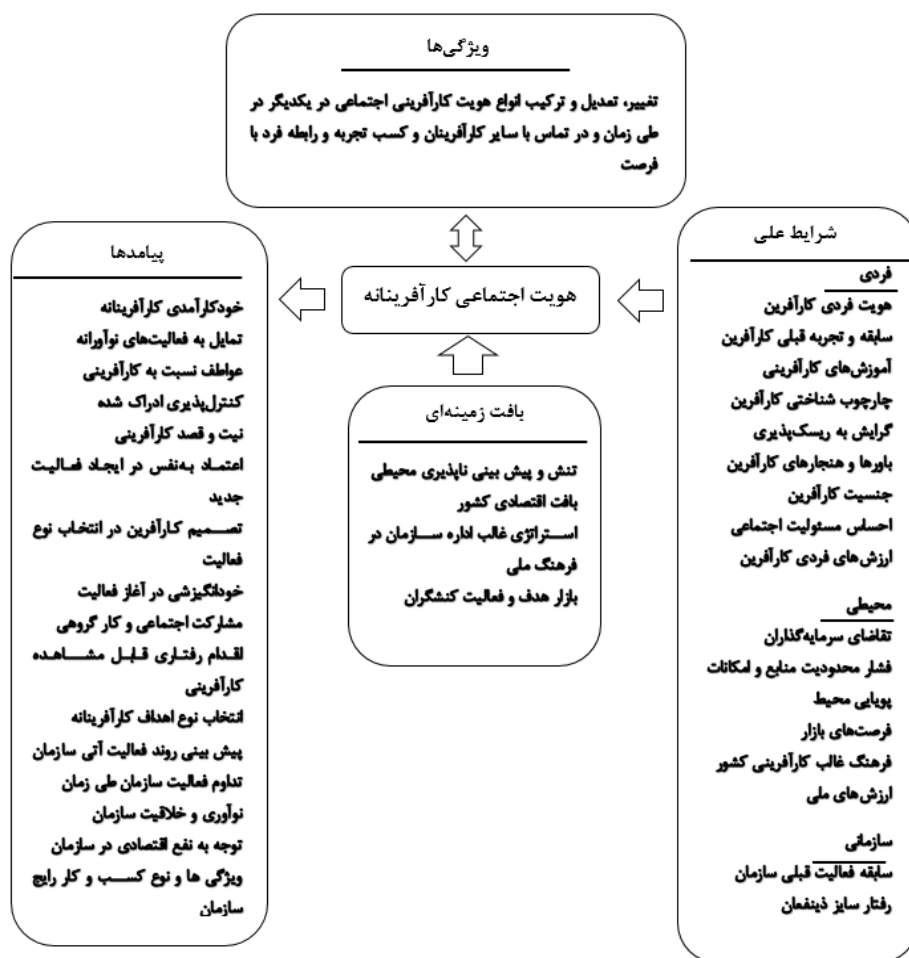 ویژگی‌ها
تغییر، تعدیل و ترکیب انواع هویت کارآفرینی اجتماعی در یکدیگر در
طی زمان و در تماس با سایر کارآفرینان و کسب تجربه و رابطه فرد با
فرصت
شرایط علی
فردی
هویت فردی کارآفرین
سابقه و تجربه قبلی کارآفرین
آموزش‌های کارآفرینی
چارچوب شناختی کارآفرین
گرایش به ریسک‌پذیری
باورها و هنجارهای کارآفرین
جنسیت کارآفرین
احساس مسئولیت اجتماعی
ارزش‌های فردی کارآفرین
محیطی
تقاضای سرمایه‌گذاران
فشار محدودیت منابع و امکانات
پویایی محیط
فرصت‌های بازار
فرهنگ غالب کارآفرینی کشور
ارزش‌های ملی
سازمانی
سابقه فعالیت قبلی سازمان
رفتار سایز ذینفعان
هویت اجتماعی کارآفرینانه
بافت زمینه‌ای
تنش و پیش بینی ناپذیری محیطی
بافت اقتصادی کشور
استراتژی غالب اداره سازمان در
فرهنگ ملی
بازار هدف و فعالیت کنشگران
پیامدها
خودکارآمدی کارآفرینانه
تمایل به فعالیت‌های نوآورانه
عواطف نسبت به کارآفرینی
کنترل‌پذیری ادراک شده
نیت و قصد کارآفرینی
اعتماد به‌نفس در ایجاد فعالیت
جدید
تصمیم کارآفرین در انتخاب نوع
فعالیت
خودانگیزشی در آغاز فعالیت
مشارکت اجتماعی و کار گروهی
اقدام رفتاری قابل مشاهده
کارآفرینی
انتخاب نوع اهداف کارآفرینانه
پیش بینی روند فعالیت آتی سازمان
تداوم فعالیت سازمان طی زمان
نوآوری و خلاقیت سازمان
توجه به نفع اقتصادی در سازمان
ویژگی ها و نوع کسب و کار رایج
سازمان